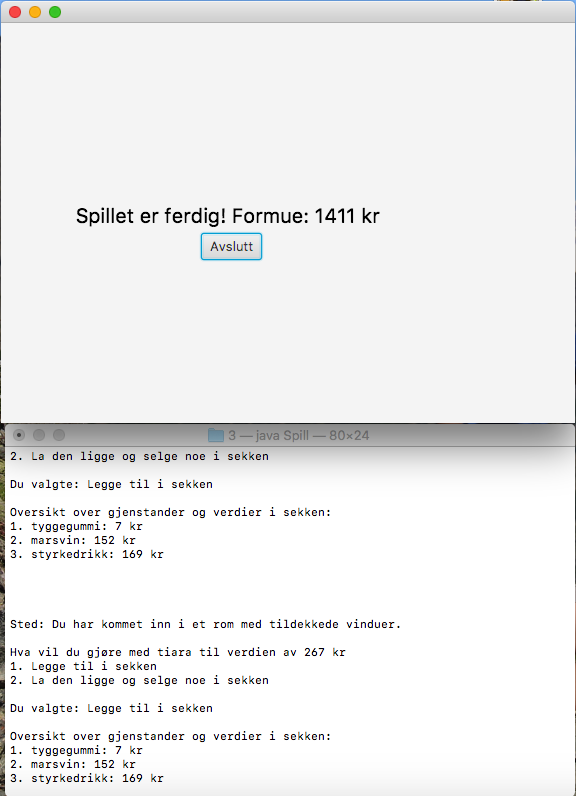 Spillet er ferdig! Formue: 1411 kr
Avslutt
3 — java Spill — 80×24
2. La den ligge og selge noe i sekken
Du valgte: Legge til i sekken
Oversikt over gjenstander og verdier i sekken:
1. tyggegummi: 7 kr
2. marsvin: 152 kr
3. styrkedrikk: 169 kr
Sted: Du har kommet inn i et rom med tildekkede vinduer.
Hva vil du gjøre med tiara til verdien av 267 kr
1. Legge til i sekken
2. La den ligge og selge noe i sekken
Du valgte: Legge til i sekken
Oversikt over gjenstander og verdier i sekken:
1. tyggegummi: 7 kr
2. marsvin: 152 kr
3. styrkedrikk: 169 kr